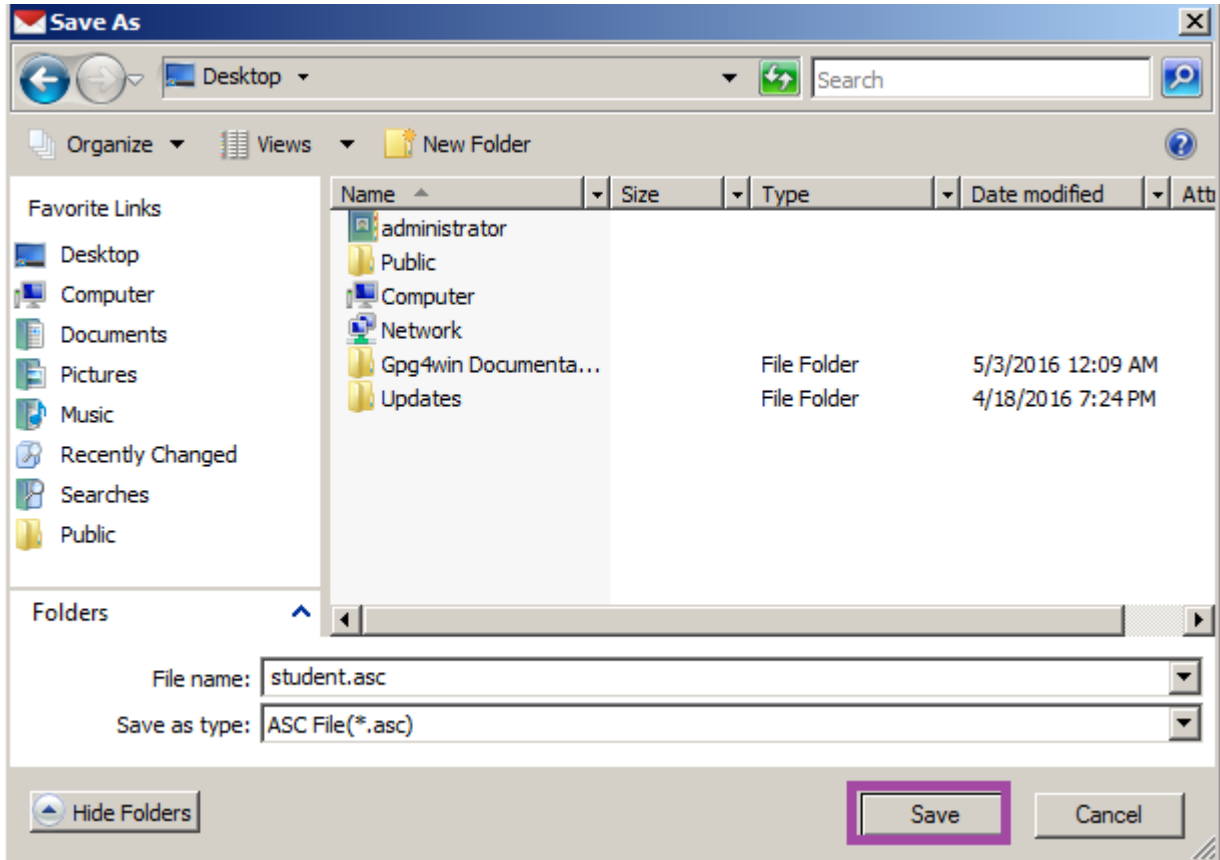 Save As
Desktop
Search
Organize Views New Folder
Favorite Links
Desktop
Computer
Documents
Pictures
Music
Recently Changed
Searches
Public
Folders
Name Size Type Date modified Att
administrator
Public
Computer
Network
Gpg4win Documenta... File Folder 5/3/2016 12:09 AM
Updates File Folder 4/18/2016 7:24 PM
File name: student.asc
Save as type: ASC File(*.asc)
Hide Folders Save Cancel